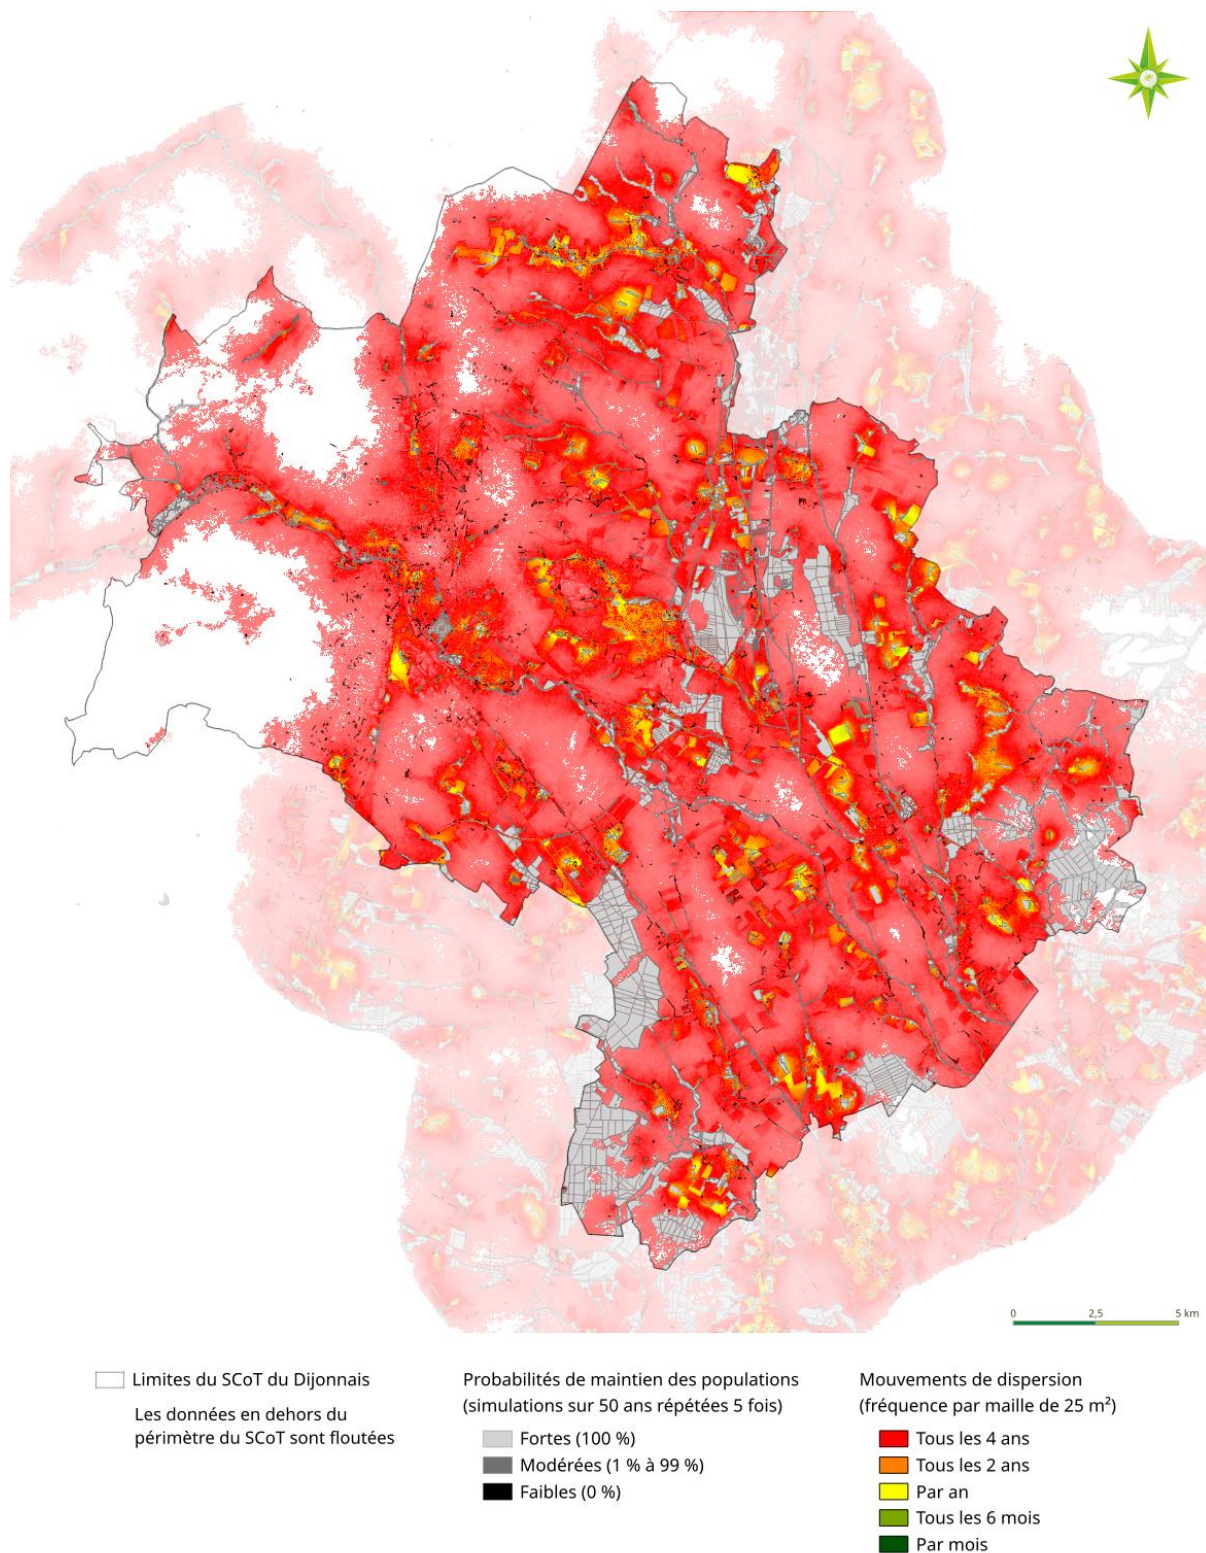 0 2,5 5 km
Limites du SCoT du Dijonnais
Les données en dehors du
périmètre du SCoT sont floutées
Probabilités de maintien des populations
(simulations sur 50 ans répétées 5 fois)
Fortes (100 %)
Modérées (1 % à 99 %)
Faibles (0 %)
Mouvements de dispersion
(fréquence par maille de 25 m²)
Tous les 4 ans
Tous les 2 ans
Par an
Tous les 6 mois
Par mois